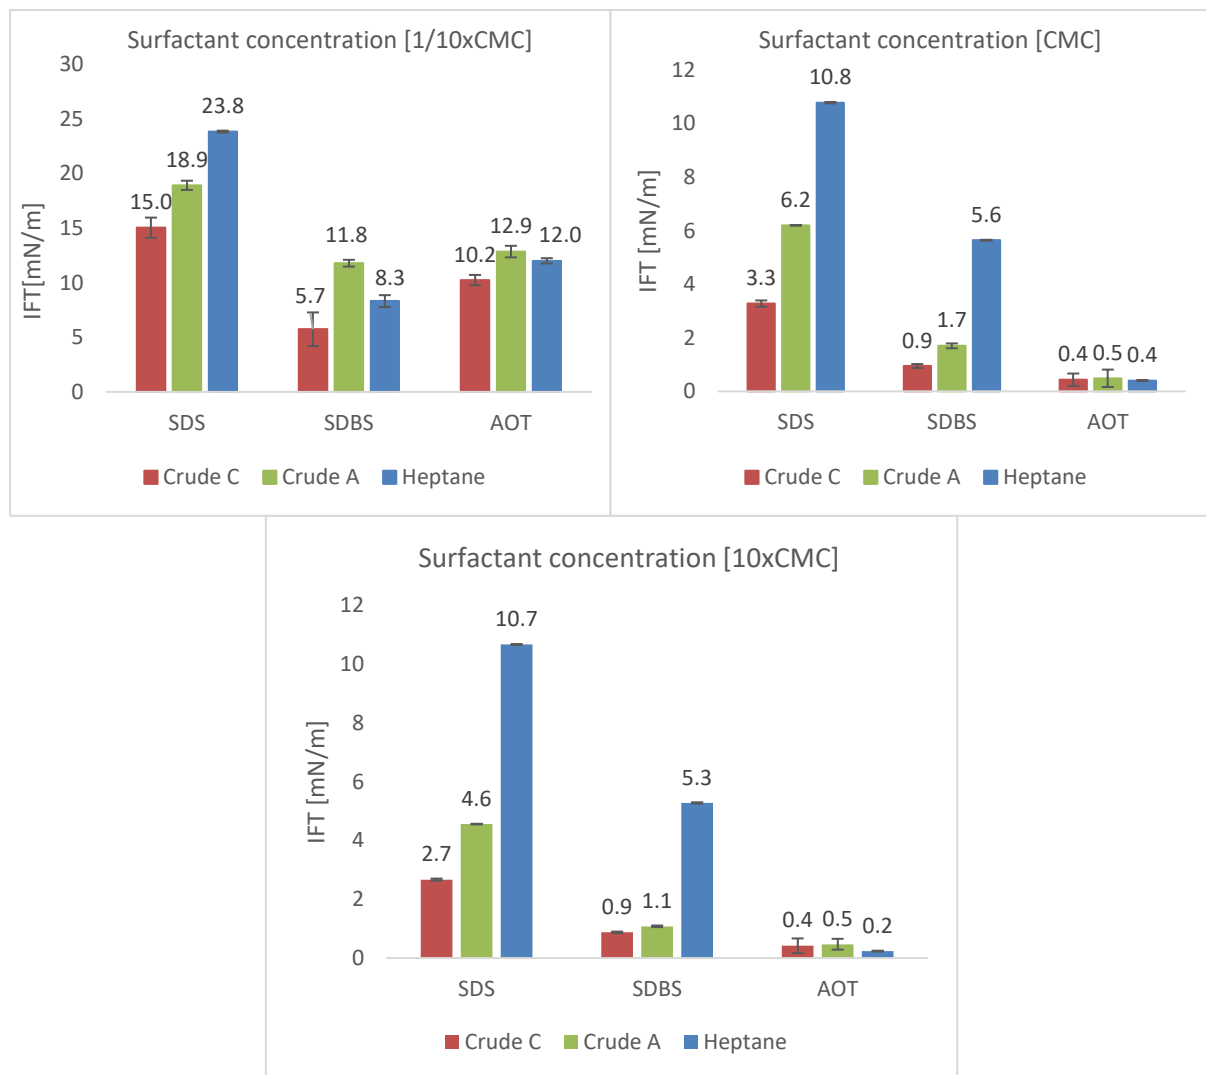 Surfactant concentration [1/10xCMC]
30
25
20
15
10
5
0
IFT[mN/m]
15.0
18.9
23.8
5.7
11.8
8.3
10.2
12.9
12.0
SDS
SDBS
AOT
Crude C
Crude A
Heptane
Surfactant concentration [CMC]
12
10
8
6
4
2
0
IFT [mN/m]
3.3
6.2
10.8
0.9
1.7
5.6
0.4
0.5
0.4
SDS
SDBS
AOT
Crude C
Crude A
Heptane
Surfactant concentration [10xCMC]
12
10
8
6
4
2
0
IFT [mN/m]
2.7
4.6
10.7
0.9
1.1
5.3
0.4
0.5
0.2
SDS
SDBS
AOT
Crude C
Crude A
Heptane